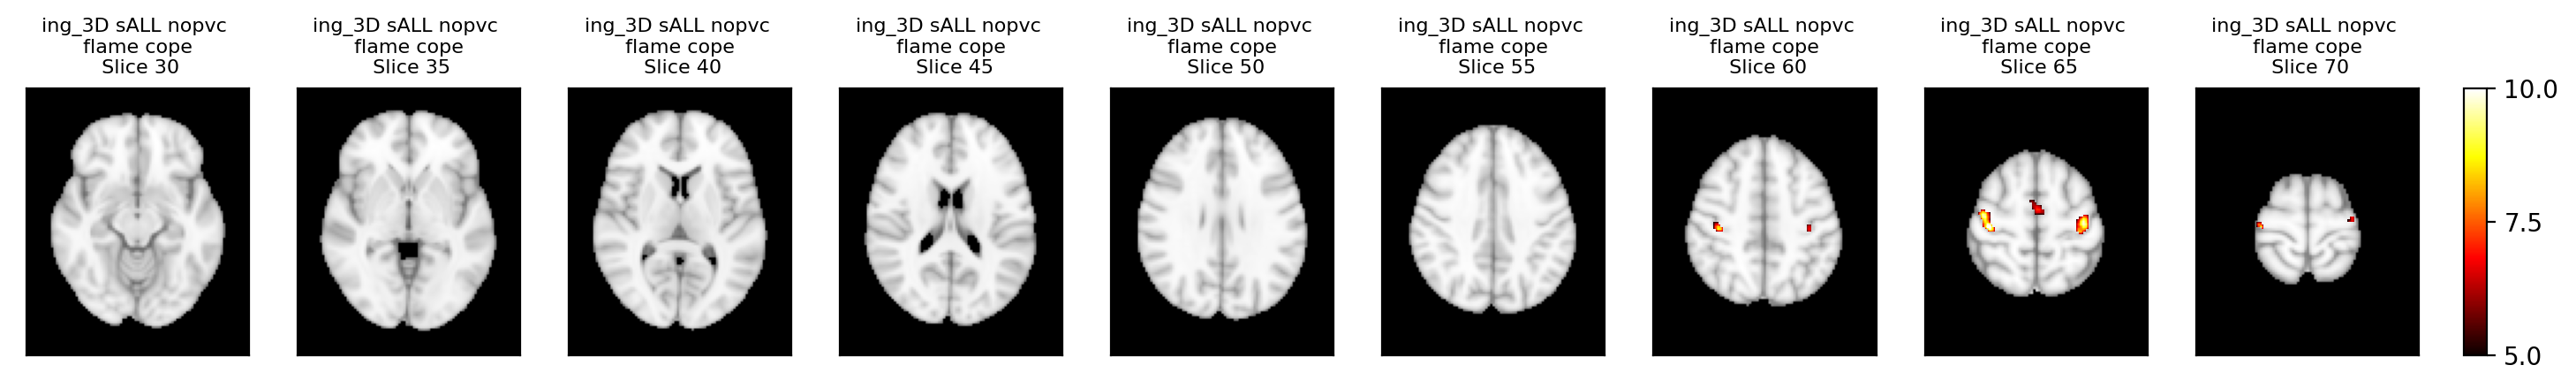 ing_3D sALL nopvc
flame cope
Slice 30
ing_3D sALL nopvc
flame cope
Slice 35
ing_3D sALL nopvc
flame cope
Slice 40
ing_3D sALL nopvc
flame cope
Slice 45
ing_3D sALL nopvc
flame cope
Slice 50
ing_3D sALL nopvc
flame cope
Slice 55
ing_3D sALL nopvc
flame cope
Slice 60
ing_3D sALL nopvc
flame cope
Slice 65
ing_3D sALL nopvc
flame cope
Slice 70
10.0
7.5
5.0